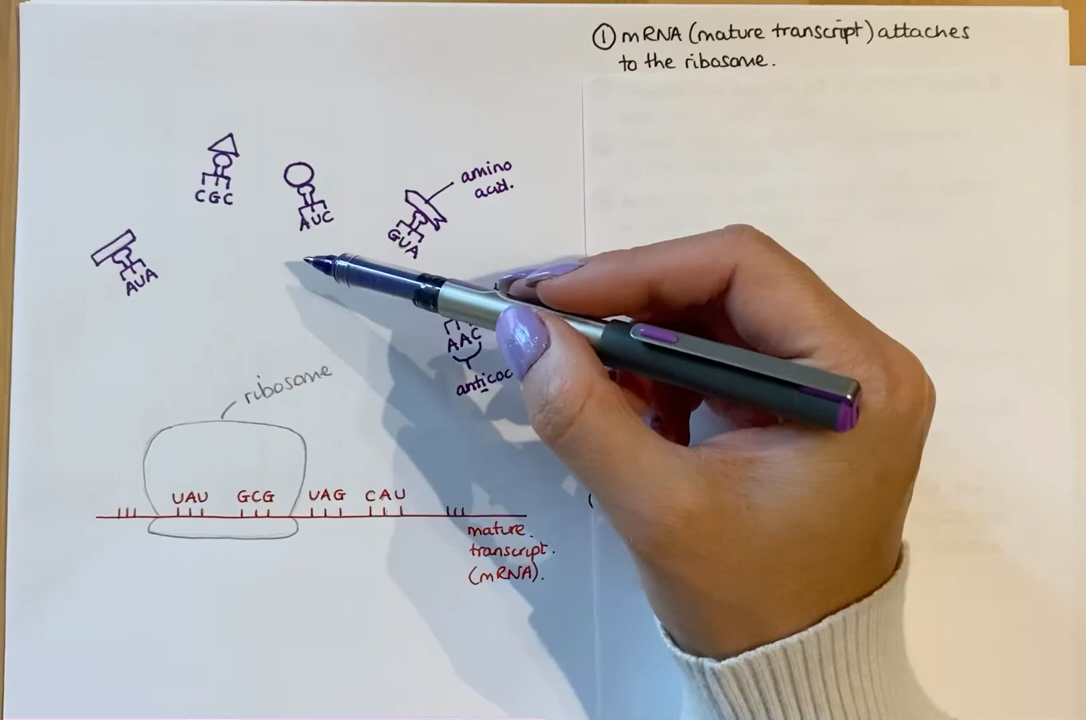 ① mRNA (mature transcript) attaches
to the ribosome.
CGC
AUC
amino
acid.
GUA
AUA
AAC
anticoc
ribosome
UAU GCG UAG CAU
mature
transcript.
(mRNA).